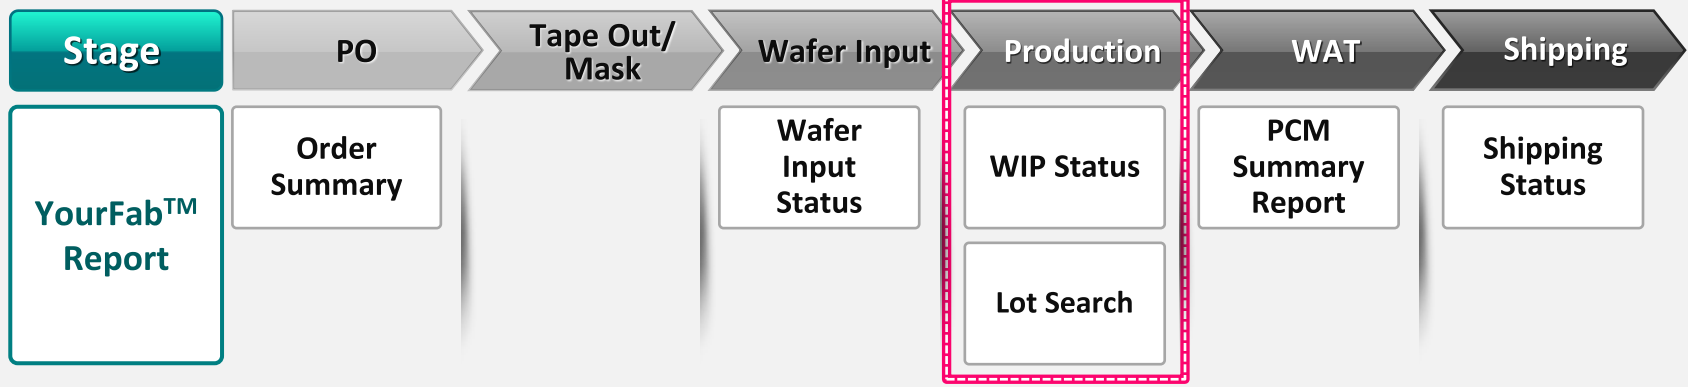 Stage
PO
Tape Out/
Mask
Wafer Input
Production
WAT
Shipping
YourFab™
Report
Order
Summary
Wafer
Input
Status
WIP Status
Lot Search
PCM
Summary
Report
Shipping
Status